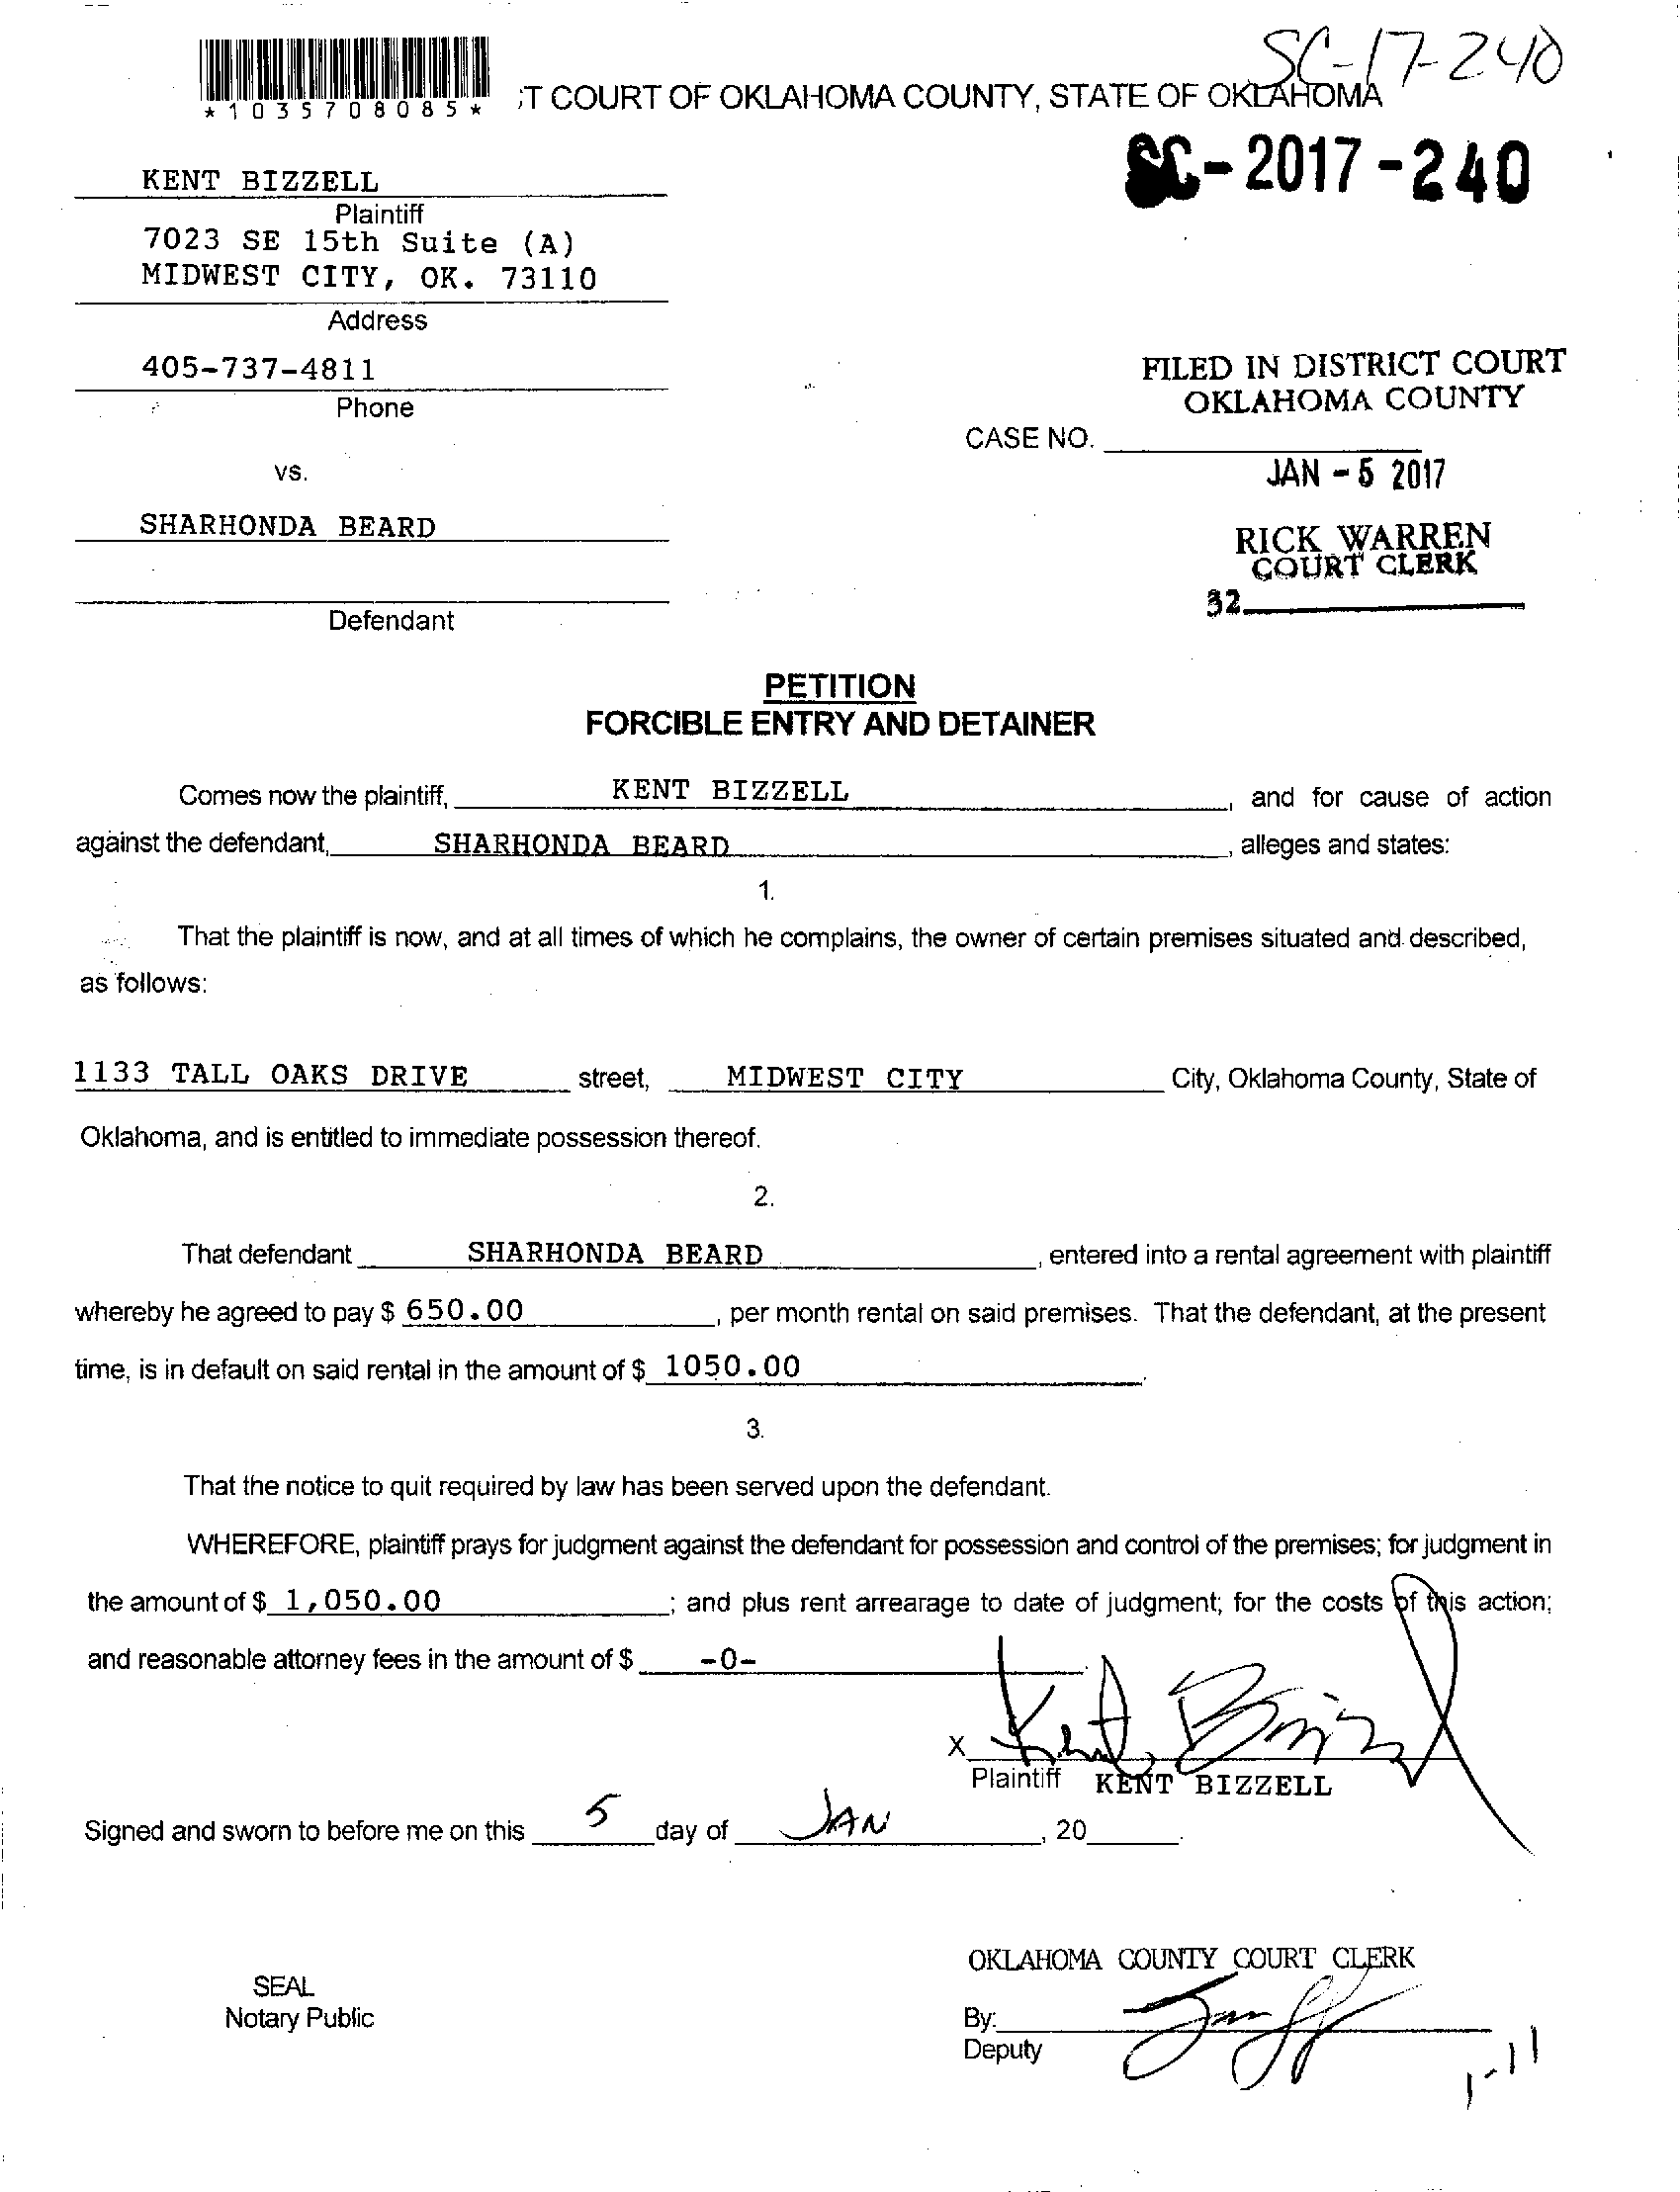 SC-17-240
*1035708085* ;T COURT OF OKLAHOMA COUNTY, STATE OF OKLAHOMA
SC-2017-240
KENT BIZZELL
Plaintiff
7023 SE 15th Suite (A)
MIDWEST CITY, OK. 73110
Address
405-737-4811
Phone
FILED IN DISTRICT COURT
OKLAHOMA COUNTY
CASE NO.
JAN - 5 2017
vs.
SHARHONDA BEARD
RICK WARREN
COURT CLERK
32
Defendant
PETITION
FORCIBLE ENTRY AND DETAINER
Comes now the plaintiff, KENT BIZZELL, and for cause of action
against the defendant, SHARHONDA BEARD, alleges and states:
1.
That the plaintiff is now, and at all times of which he complains, the owner of certain premises situated and described,
as follows:
1133 TALL OAKS DRIVE street, MIDWEST CITY City, Oklahoma County, State of
Oklahoma, and is entitled to immediate possession thereof.
2.
That defendant SHARHONDA BEARD, entered into a rental agreement with plaintiff
whereby he agreed to pay $ 650.00, per month rental on said premises. That the defendant, at the present
time, is in default on said rental in the amount of $ 1050.00.
3.
That the notice to quit required by law has been served upon the defendant.
WHEREFORE, plaintiff prays for judgment against the defendant for possession and control of the premises; for judgment in
the amount of $ 1,050.00; and plus rent arrearage to date of judgment; for the costs of this action;
and reasonable attorney fees in the amount of $ -0-.
X Kent Bizzell
Plaintiff KENT BIZZELL
Signed and sworn to before me on this 5 day of JAN, 20.
OKLAHOMA COUNTY COURT CLERK
SEAL
Notary Public
By:
Deputy
1-11